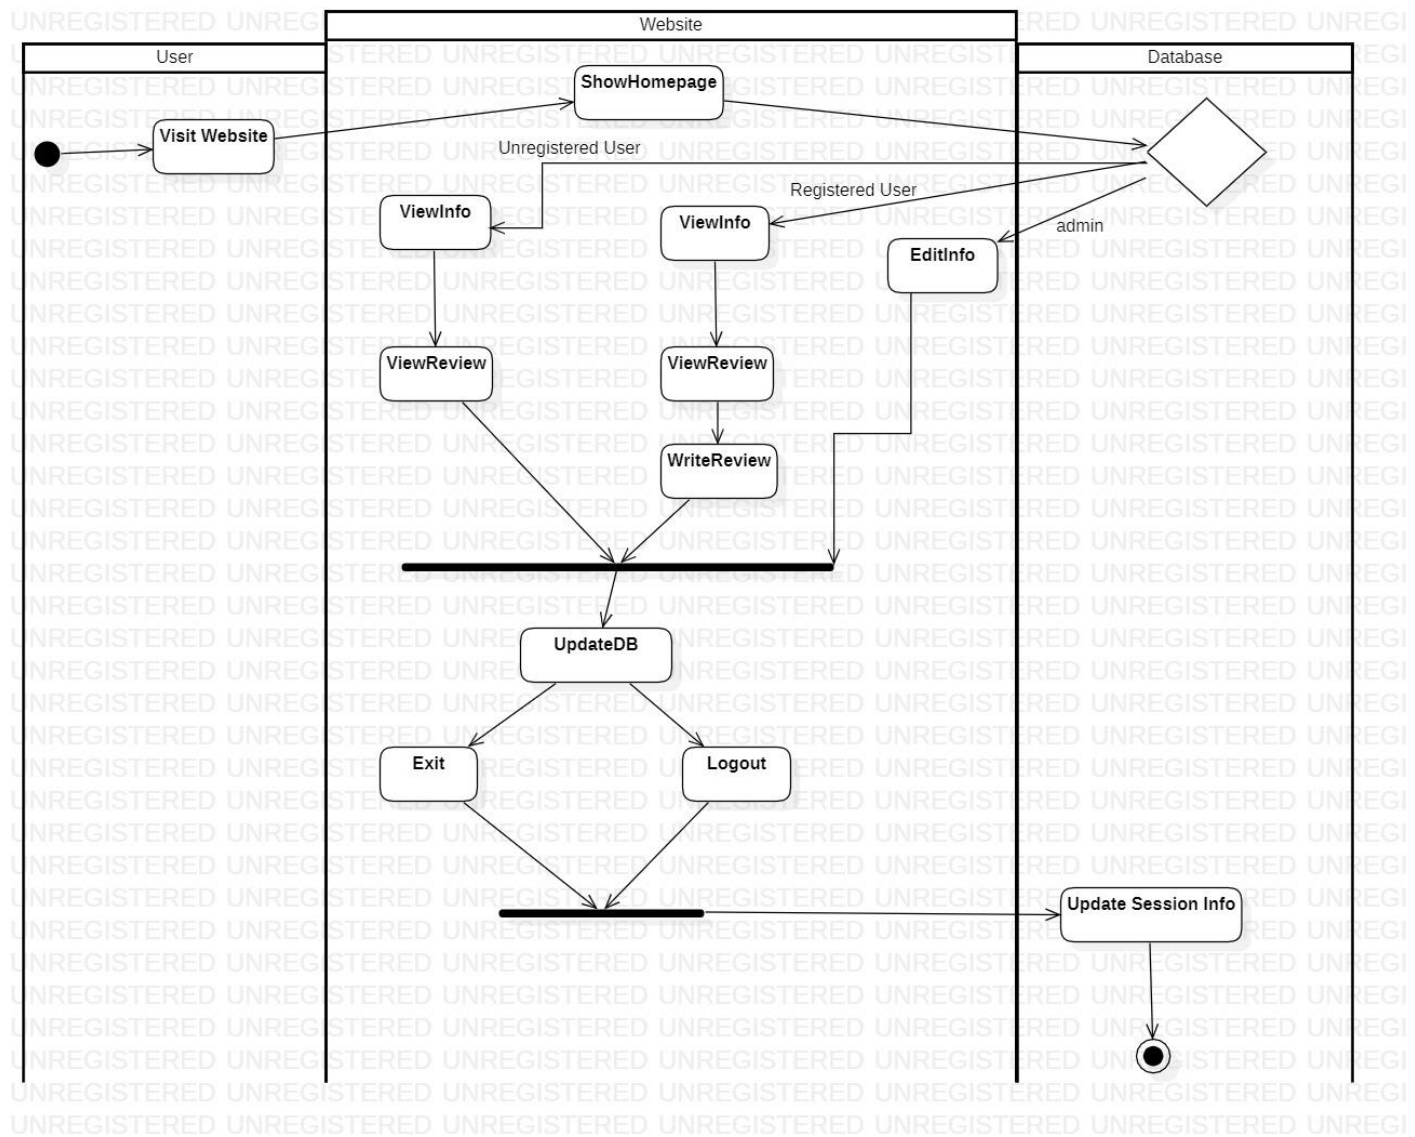 Website
User
Database
ShowHomepage
Visit Website
Unregistered User
Registered User
ViewInfo
ViewInfo
admin
EditInfo
ViewReview
ViewReview
WriteReview
UpdateDB
Exit
Logout
Update Session Info
UNREGISTERED